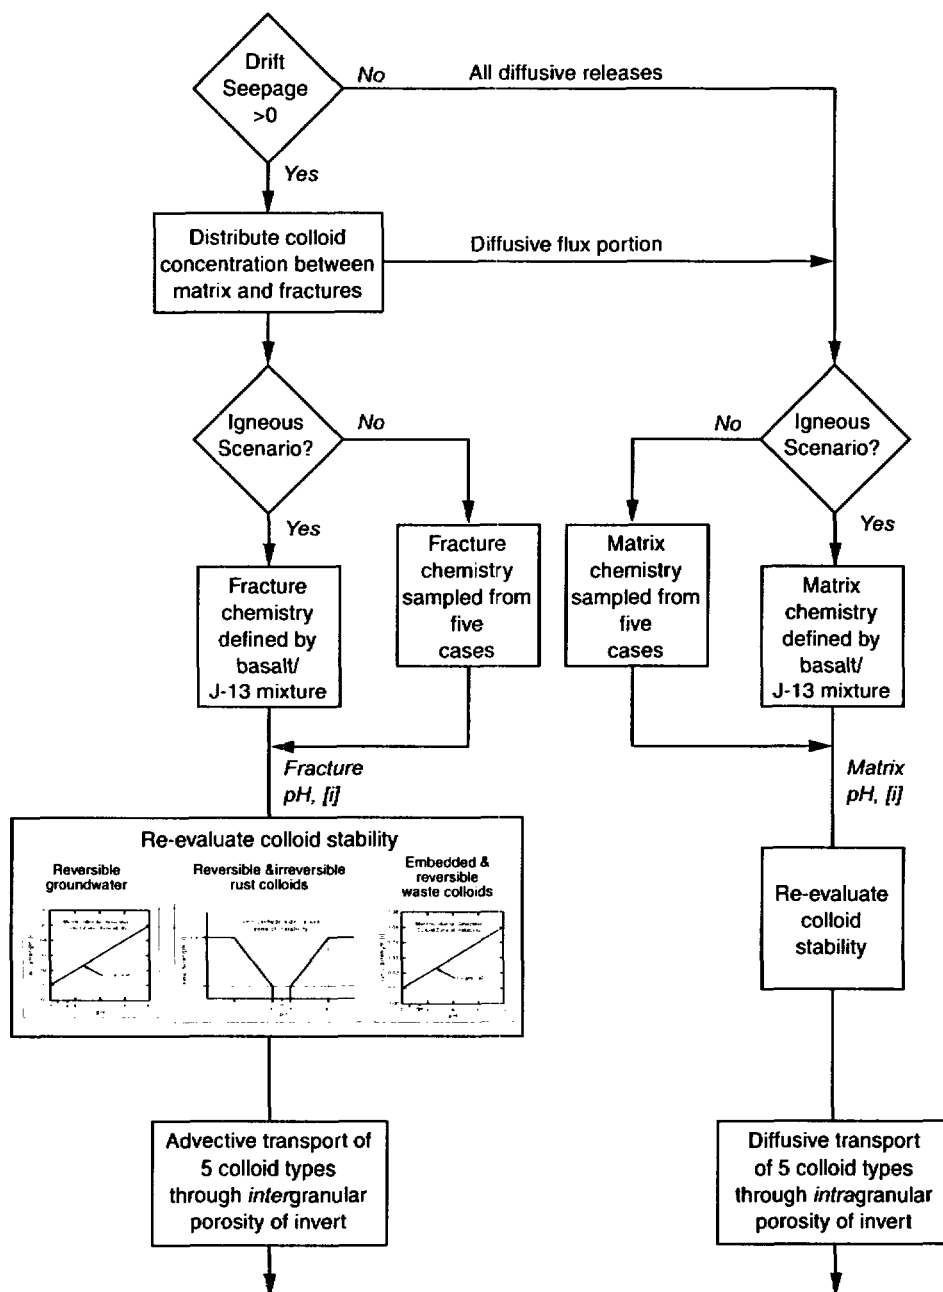 Drift
Seepage
>0
No
All diffusive releases
Yes
Distribute colloid
concentration between
matrix and fractures
Diffusive flux portion
Igneous
Scenario?
No
Yes
No
Igneous
Scenario?
Yes
Fracture
chemistry
defined by
basalt/
J-13 mixture
Fracture
chemistry
sampled from
five
cases
Matrix
chemistry
sampled from
five
cases
Matrix
chemistry
defined by
basalt/
J-13 mixture
Fracture
pH, [i]
Matrix
pH, [i]
Re-evaluate colloid stability
Reversible
groundwater
Reversible &irreversible
rust colloids
Embedded &
reversible
waste colloids
Re-evaluate
colloid
stability
Advective transport of
5 colloid types
through intergranular
porosity of invert
Diffusive transport
of 5 colloid types
through intragranular
porosity of invert